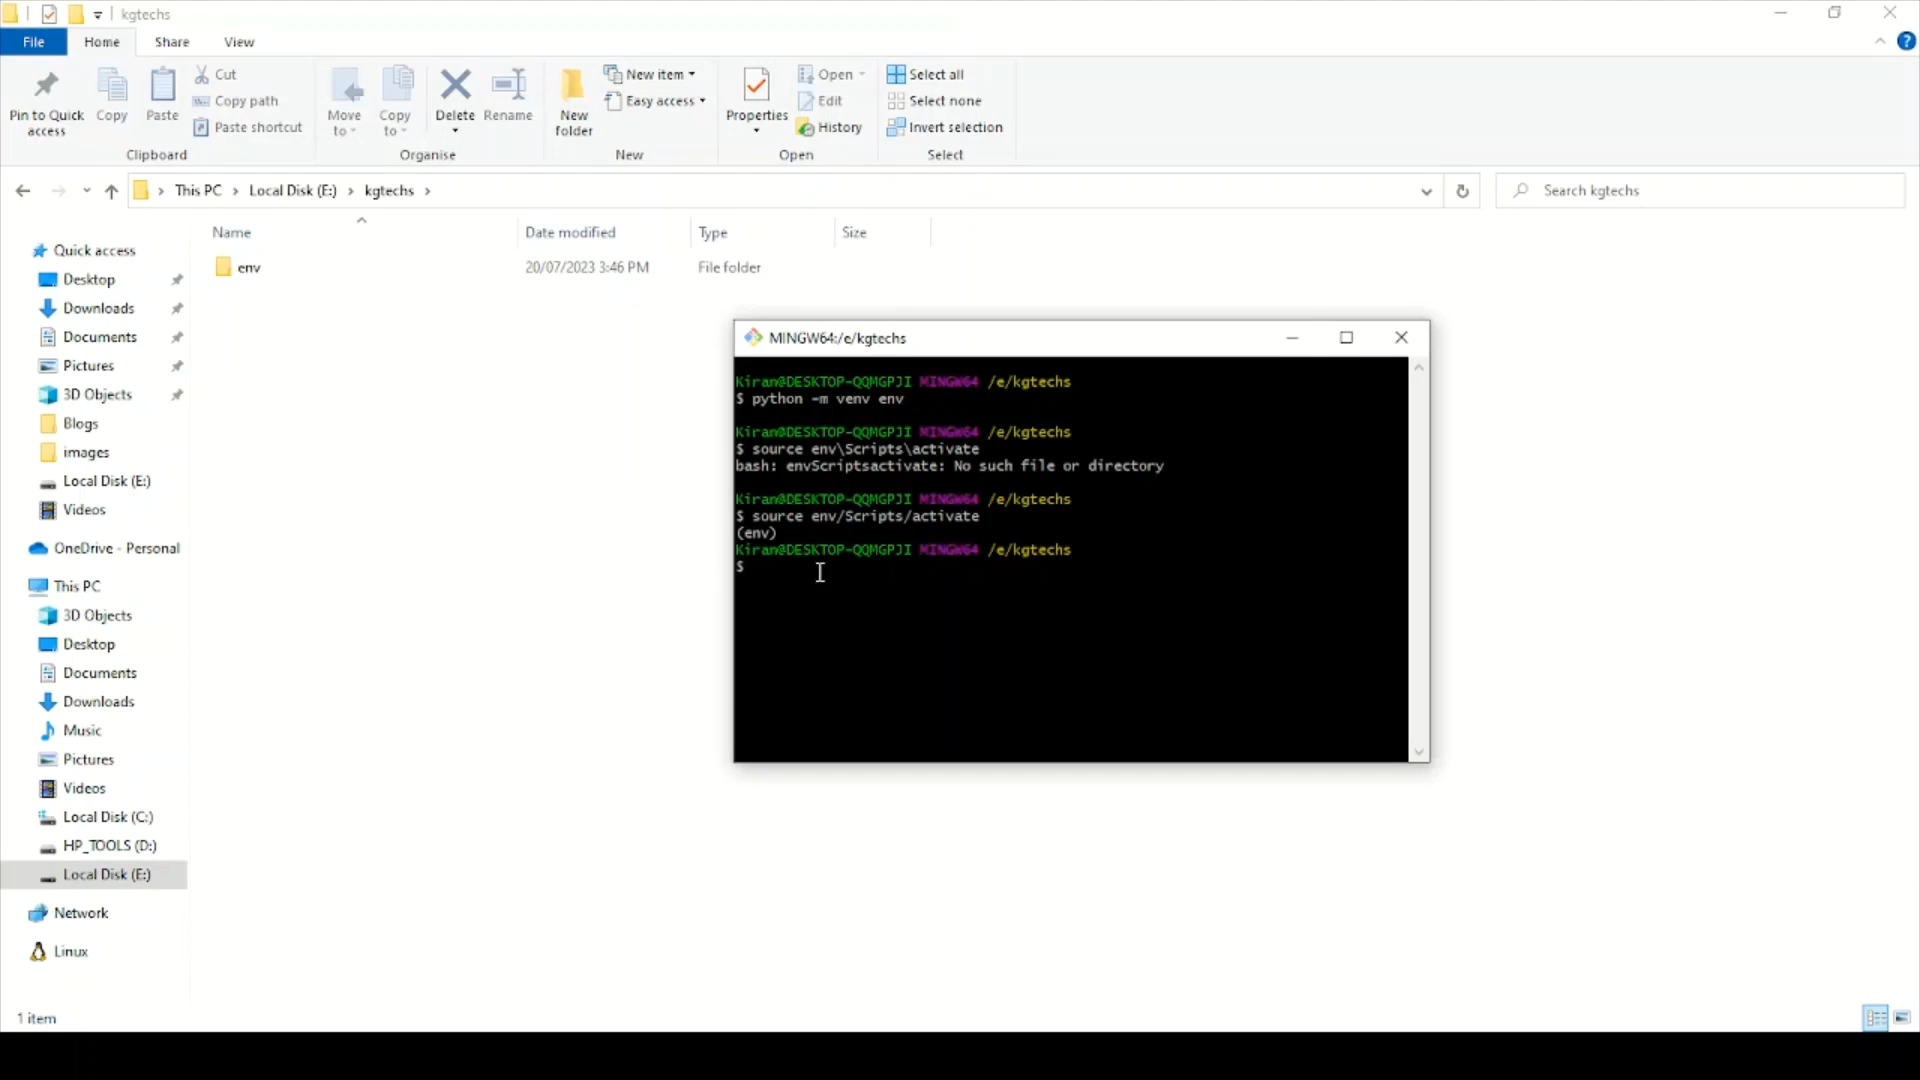 kgtechs
File Home Share View
Pin to Quick access
Copy
Paste
Cut
Copy path
Paste shortcut
Clipboard
Move to
Copy to
Delete
Rename
Organise
New folder
New item
Easy access
New
Properties
Open
Edit
History
Open
Select all
Select none
Invert selection
Select
This PC Local Disk (E:) kgtechs
Search kgtechs
Name Date modified Type Size
env 20/07/2023 3:46 PM File folder
Quick access
Desktop
Downloads
Documents
Pictures
3D Objects
Blogs
images
Local Disk (E:)
Videos
OneDrive - Personal
This PC
3D Objects
Desktop
Documents
Downloads
Music
Pictures
Videos
Local Disk (C:)
HP_TOOLS (D:)
Local Disk (E:)
Network
Linux
1 item
MINGW64:/e/kgtechs
Kiran@DESKTOP-QQMGPJI MINGW64 /e/kgtechs
$ python -m venv env
Kiran@DESKTOP-QQMGPJI MINGW64 /e/kgtechs
$ source env\Scripts\activate
bash: envScriptsactivate: No such file or directory
Kiran@DESKTOP-QQMGPJI MINGW64 /e/kgtechs
$ source env/Scripts/activate
(env)
Kiran@DESKTOP-QQMGPJI MINGW64 /e/kgtechs
$